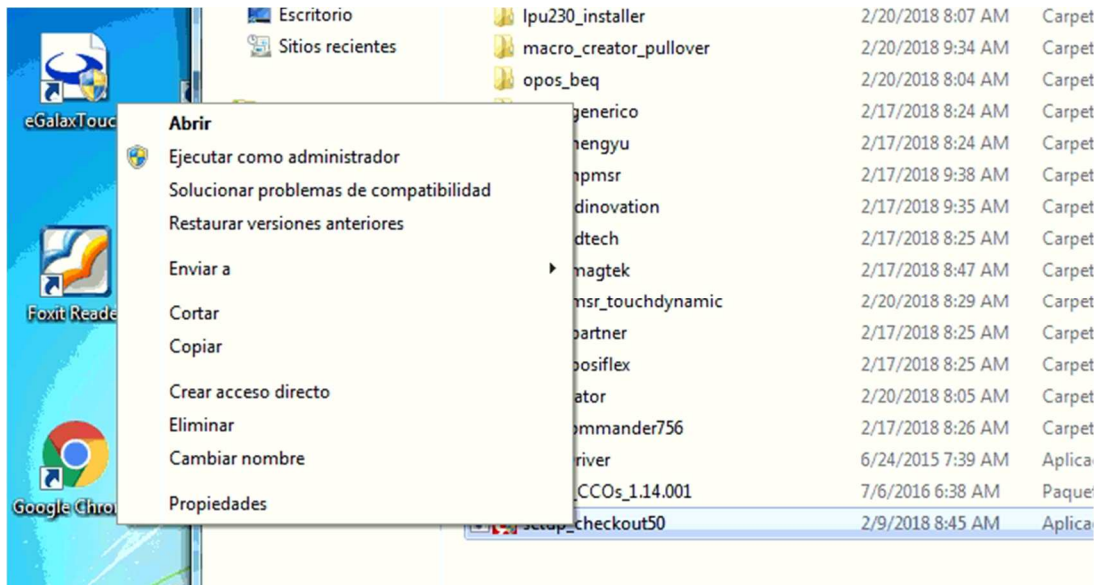 Escritorio
Sitios recientes
eGalaxTouc
Foxit Reade
Google Chro
Abrir
Ejecutar como administrador
Solucionar problemas de compatibilidad
Restaurar versiones anteriores
Enviar a
Cortar
Copiar
Crear acceso directo
Eliminar
Cambiar nombre
Propiedades
lpu230_installer 2/20/2018 8:07 AM Carpet
macro_creator_pullover 2/20/2018 9:34 AM Carpet
opos_beq 2/20/2018 8:04 AM Carpet
generico 2/17/2018 8:24 AM Carpet
hengyu 2/17/2018 8:24 AM Carpet
npmsr 2/17/2018 9:38 AM Carpet
dinovation 2/17/2018 9:35 AM Carpet
dtech 2/17/2018 8:25 AM Carpet
magtek 2/17/2018 8:47 AM Carpet
msr_touchdynamic 2/20/2018 8:29 AM Carpet
partner 2/17/2018 8:25 AM Carpet
posiflex 2/17/2018 8:25 AM Carpet
ator 2/20/2018 8:05 AM Carpet
ommander756 2/17/2018 8:26 AM Carpet
river 6/24/2015 7:39 AM Aplica
_CCOs_1.14.001 7/6/2016 6:38 AM Paquet
setup_checkout50 2/9/2018 8:45 AM Aplica